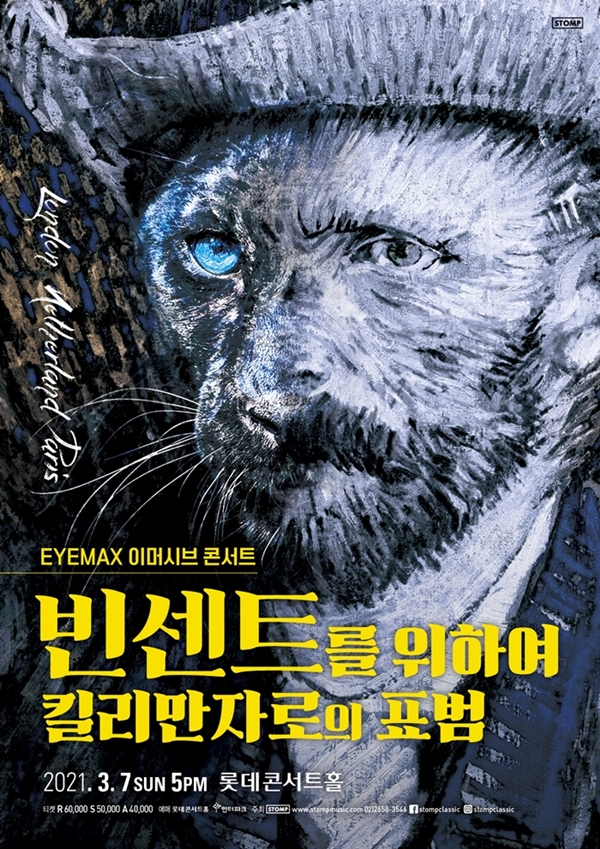 STOMP
London Netherland Paris
EYEMAX 이머시브 콘서트
빈센트를 위하여
킬리만자로의 표범
2021. 3. 7 SUN 5PM 롯데콘서트홀
티켓 R 60,000 S 50,000 A 40,000 예매 롯데콘서트홀 인터파크 주최 STOMP www.stompmusic.com 02)2658-3546 stompclassic stompclassic